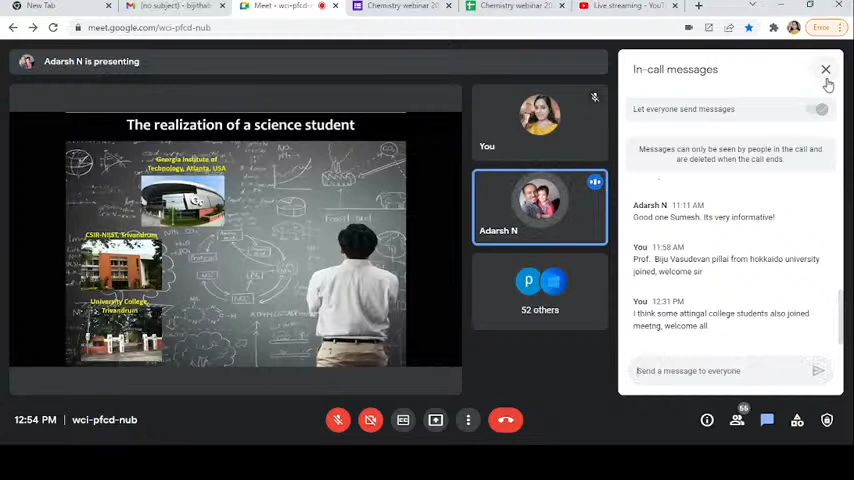 New Tab
(no subject) - bijithai
Meet - wci-pfcd-nu
Chemistry webinar 20
Chemistry webinar 20
Live streaming - YouT
meet.google.com/wci-pfcd-nub
Error
Adarsh N is presenting
The realization of a science student
Georgia Institute of
Technology, Atlanta, USA
CSIR-NIIST, Trivandrum
University College,
Trivandrum
Fossil fuel
You
Adarsh N
p
52 others
In-call messages
Let everyone send messages
Messages can only be seen by people in the call and
are deleted when the call ends.
Adarsh N 11:11 AM
Good one Sumesh. Its very informative!
You 11:58 AM
Prof. Biju Vasudevan pillai from hokkaido university
joined, welcome sir
You 12:31 PM
I think some attingal college students also joined
meetng, welcome all.
Send a message to everyone
12:54 PM | wci-pfcd-nub
55